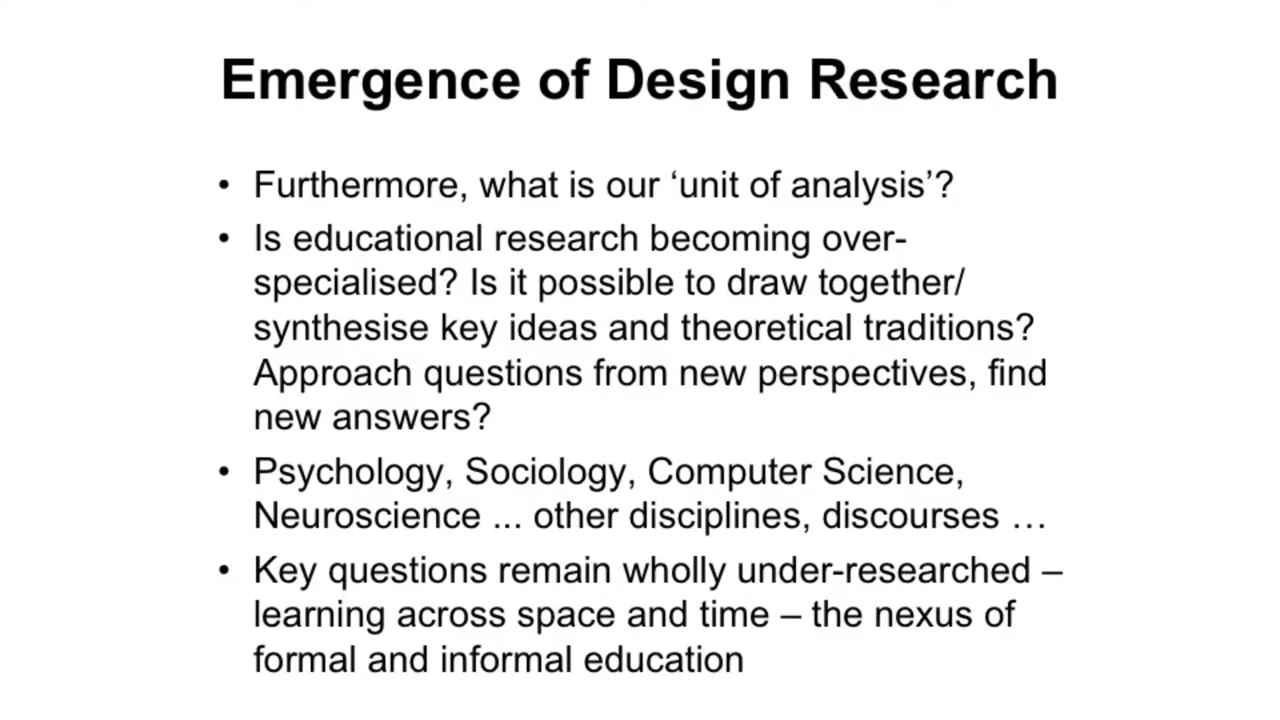 Emergence of Design Research
• Furthermore, what is our ‘unit of analysis’?
• Is educational research becoming over-
specialised? Is it possible to draw together/
synthesise key ideas and theoretical traditions?
Approach questions from new perspectives, find
new answers?
• Psychology, Sociology, Computer Science,
Neuroscience ... other disciplines, discourses …
• Key questions remain wholly under-researched –
learning across space and time – the nexus of
formal and informal education